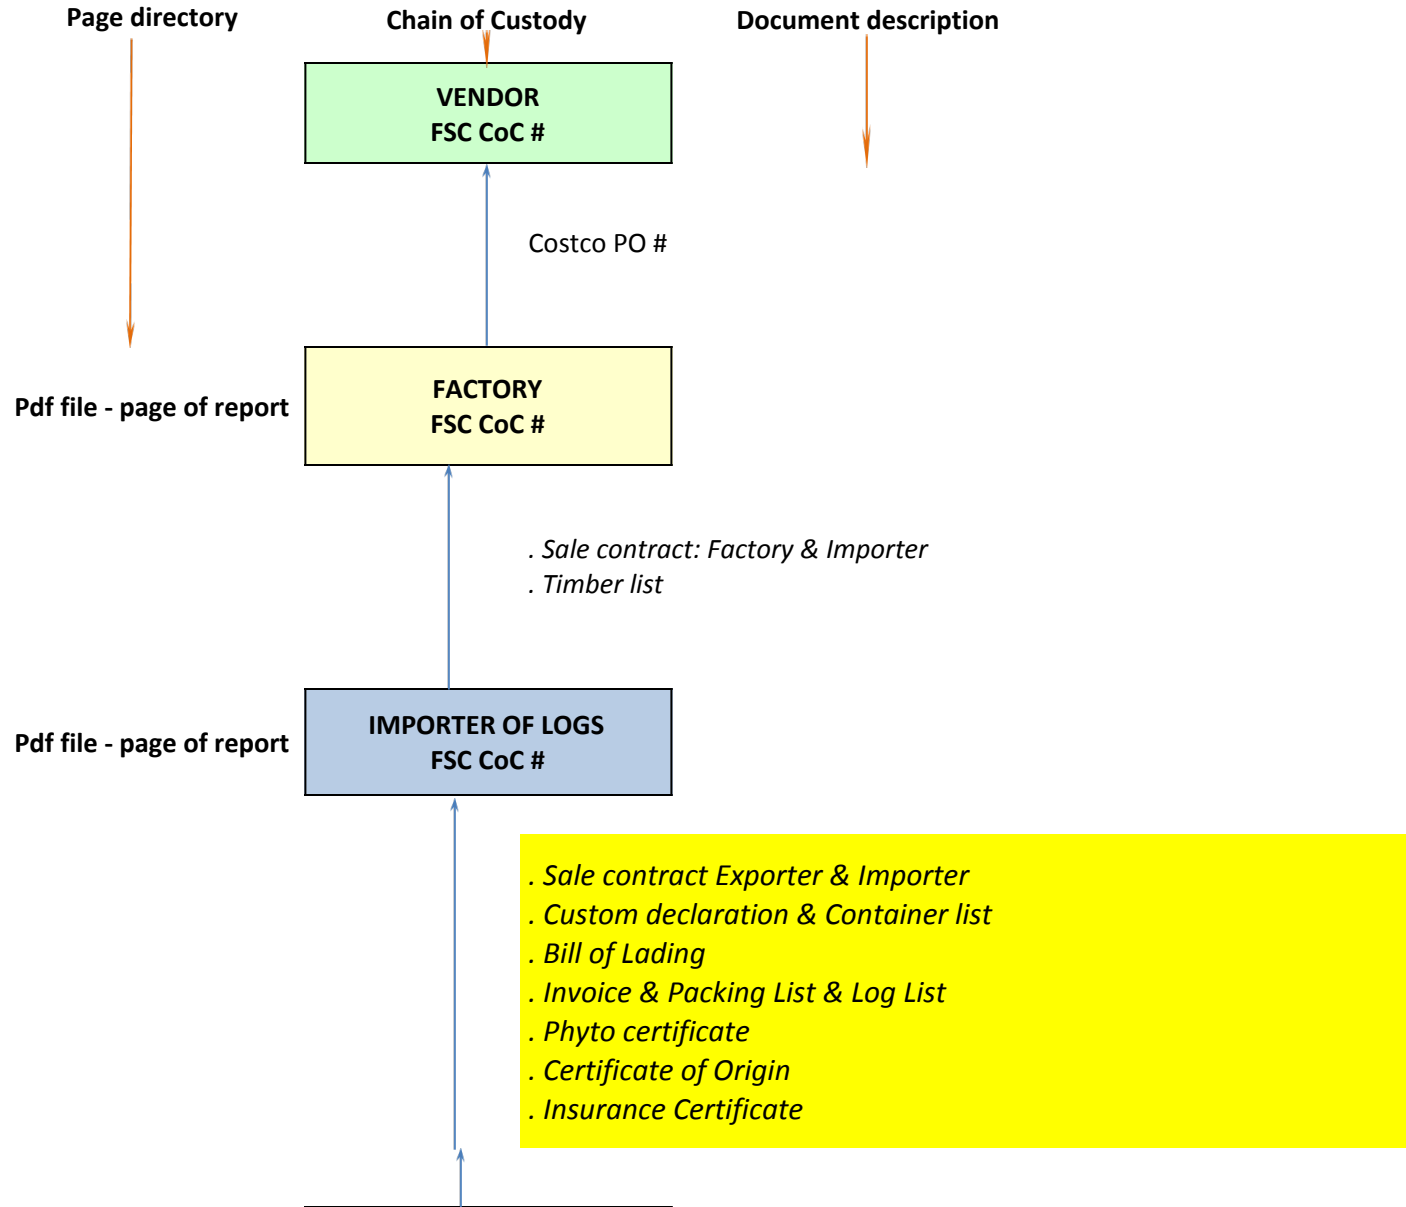 Page directory
Chain of Custody
Document description
VENDOR
FSC CoC #
Costco PO #
Pdf file - page of report
FACTORY
FSC CoC #
. Sale contract: Factory & Importer
. Timber list
Pdf file - page of report
IMPORTER OF LOGS
FSC CoC #
. Sale contract Exporter & Importer
. Custom declaration & Container list
. Bill of Lading
. Invoice & Packing List & Log List
. Phyto certificate
. Certificate of Origin
. Insurance Certificate